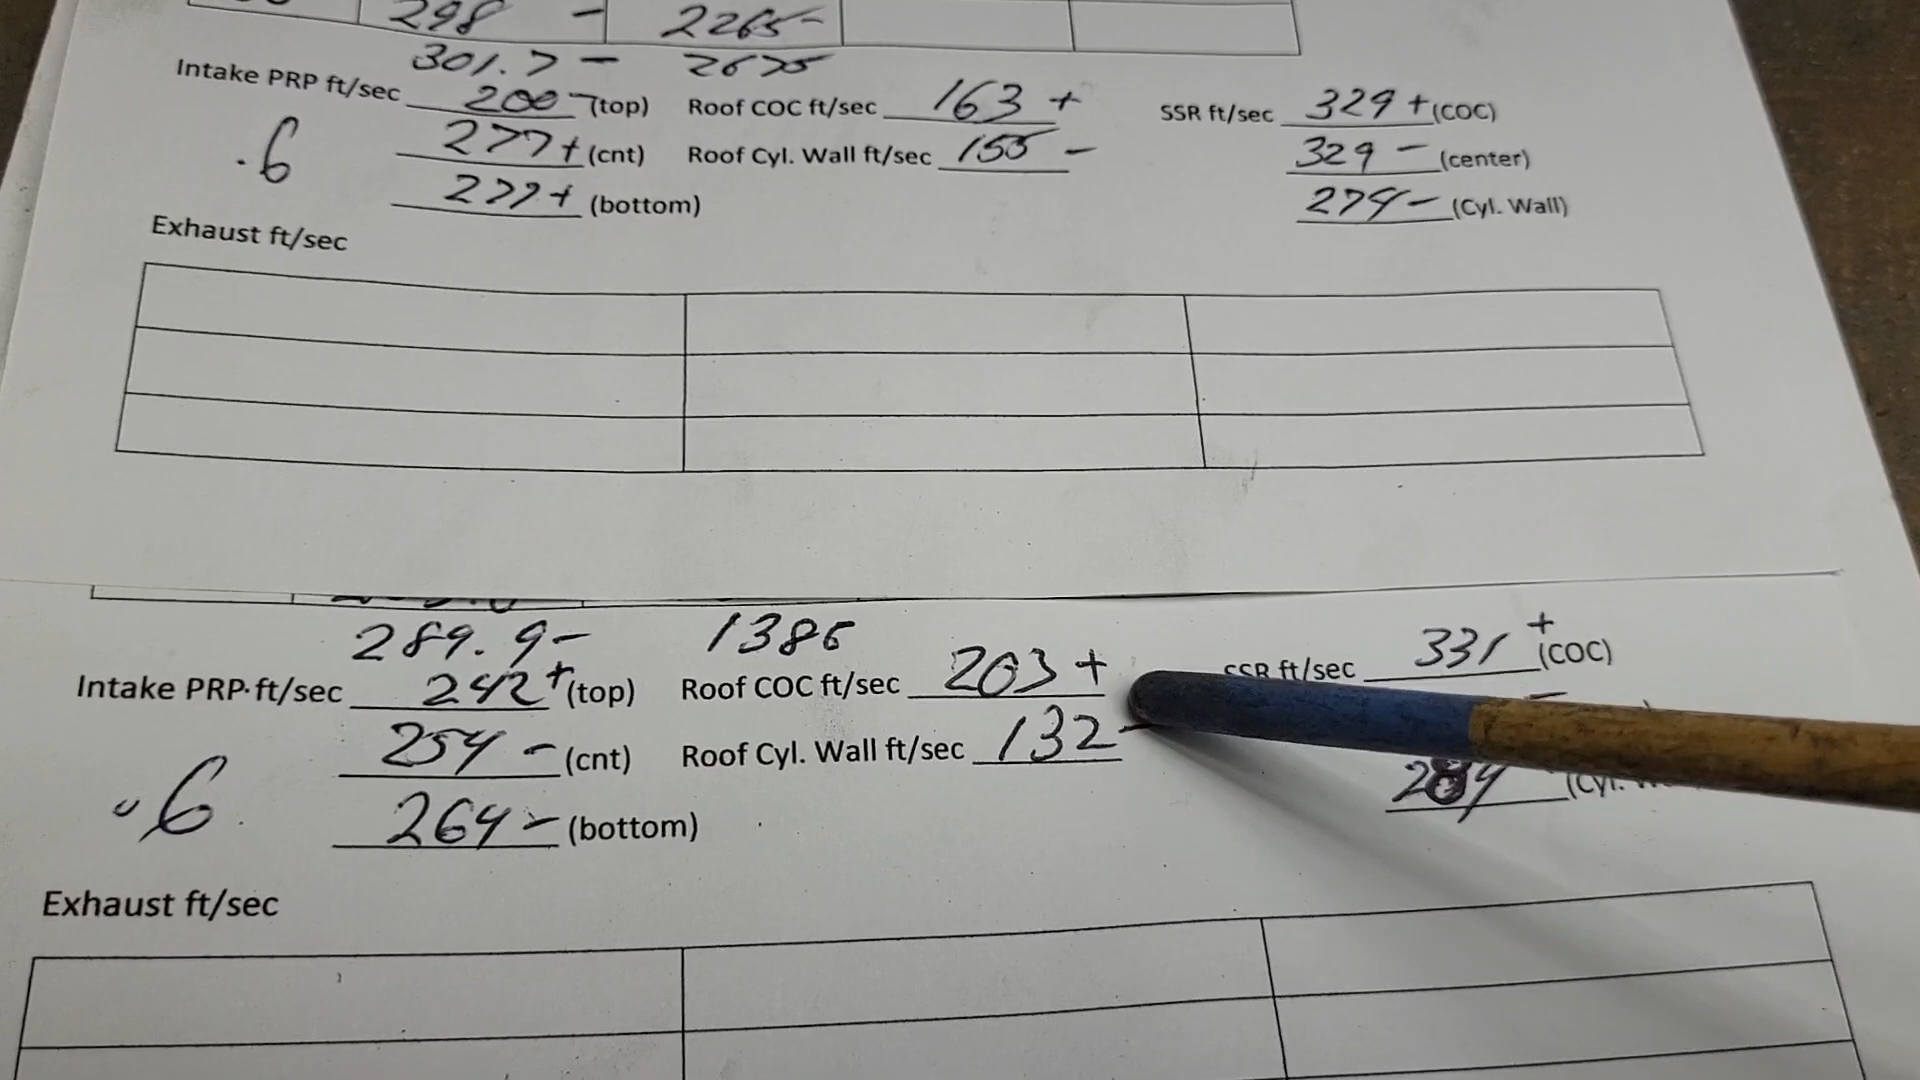 298 - 2265-
301.7 - 2675
Intake PRP ft/sec 200-(top) Roof COC ft/sec 163 + SSR ft/sec 329+(COC)
.6 277+(cnt) Roof Cyl. Wall ft/sec 155 - 329 -(center)
277+ (bottom) 274-(Cyl. Wall)
Exhaust ft/sec
289.9- 1386
Intake PRP ft/sec 242+(top) Roof COC ft/sec 203+ SSR ft/sec 331+(COC)
254 -(cnt) Roof Cyl. Wall ft/sec 132-
.6 264-(bottom) (Cyl.
Exhaust ft/sec